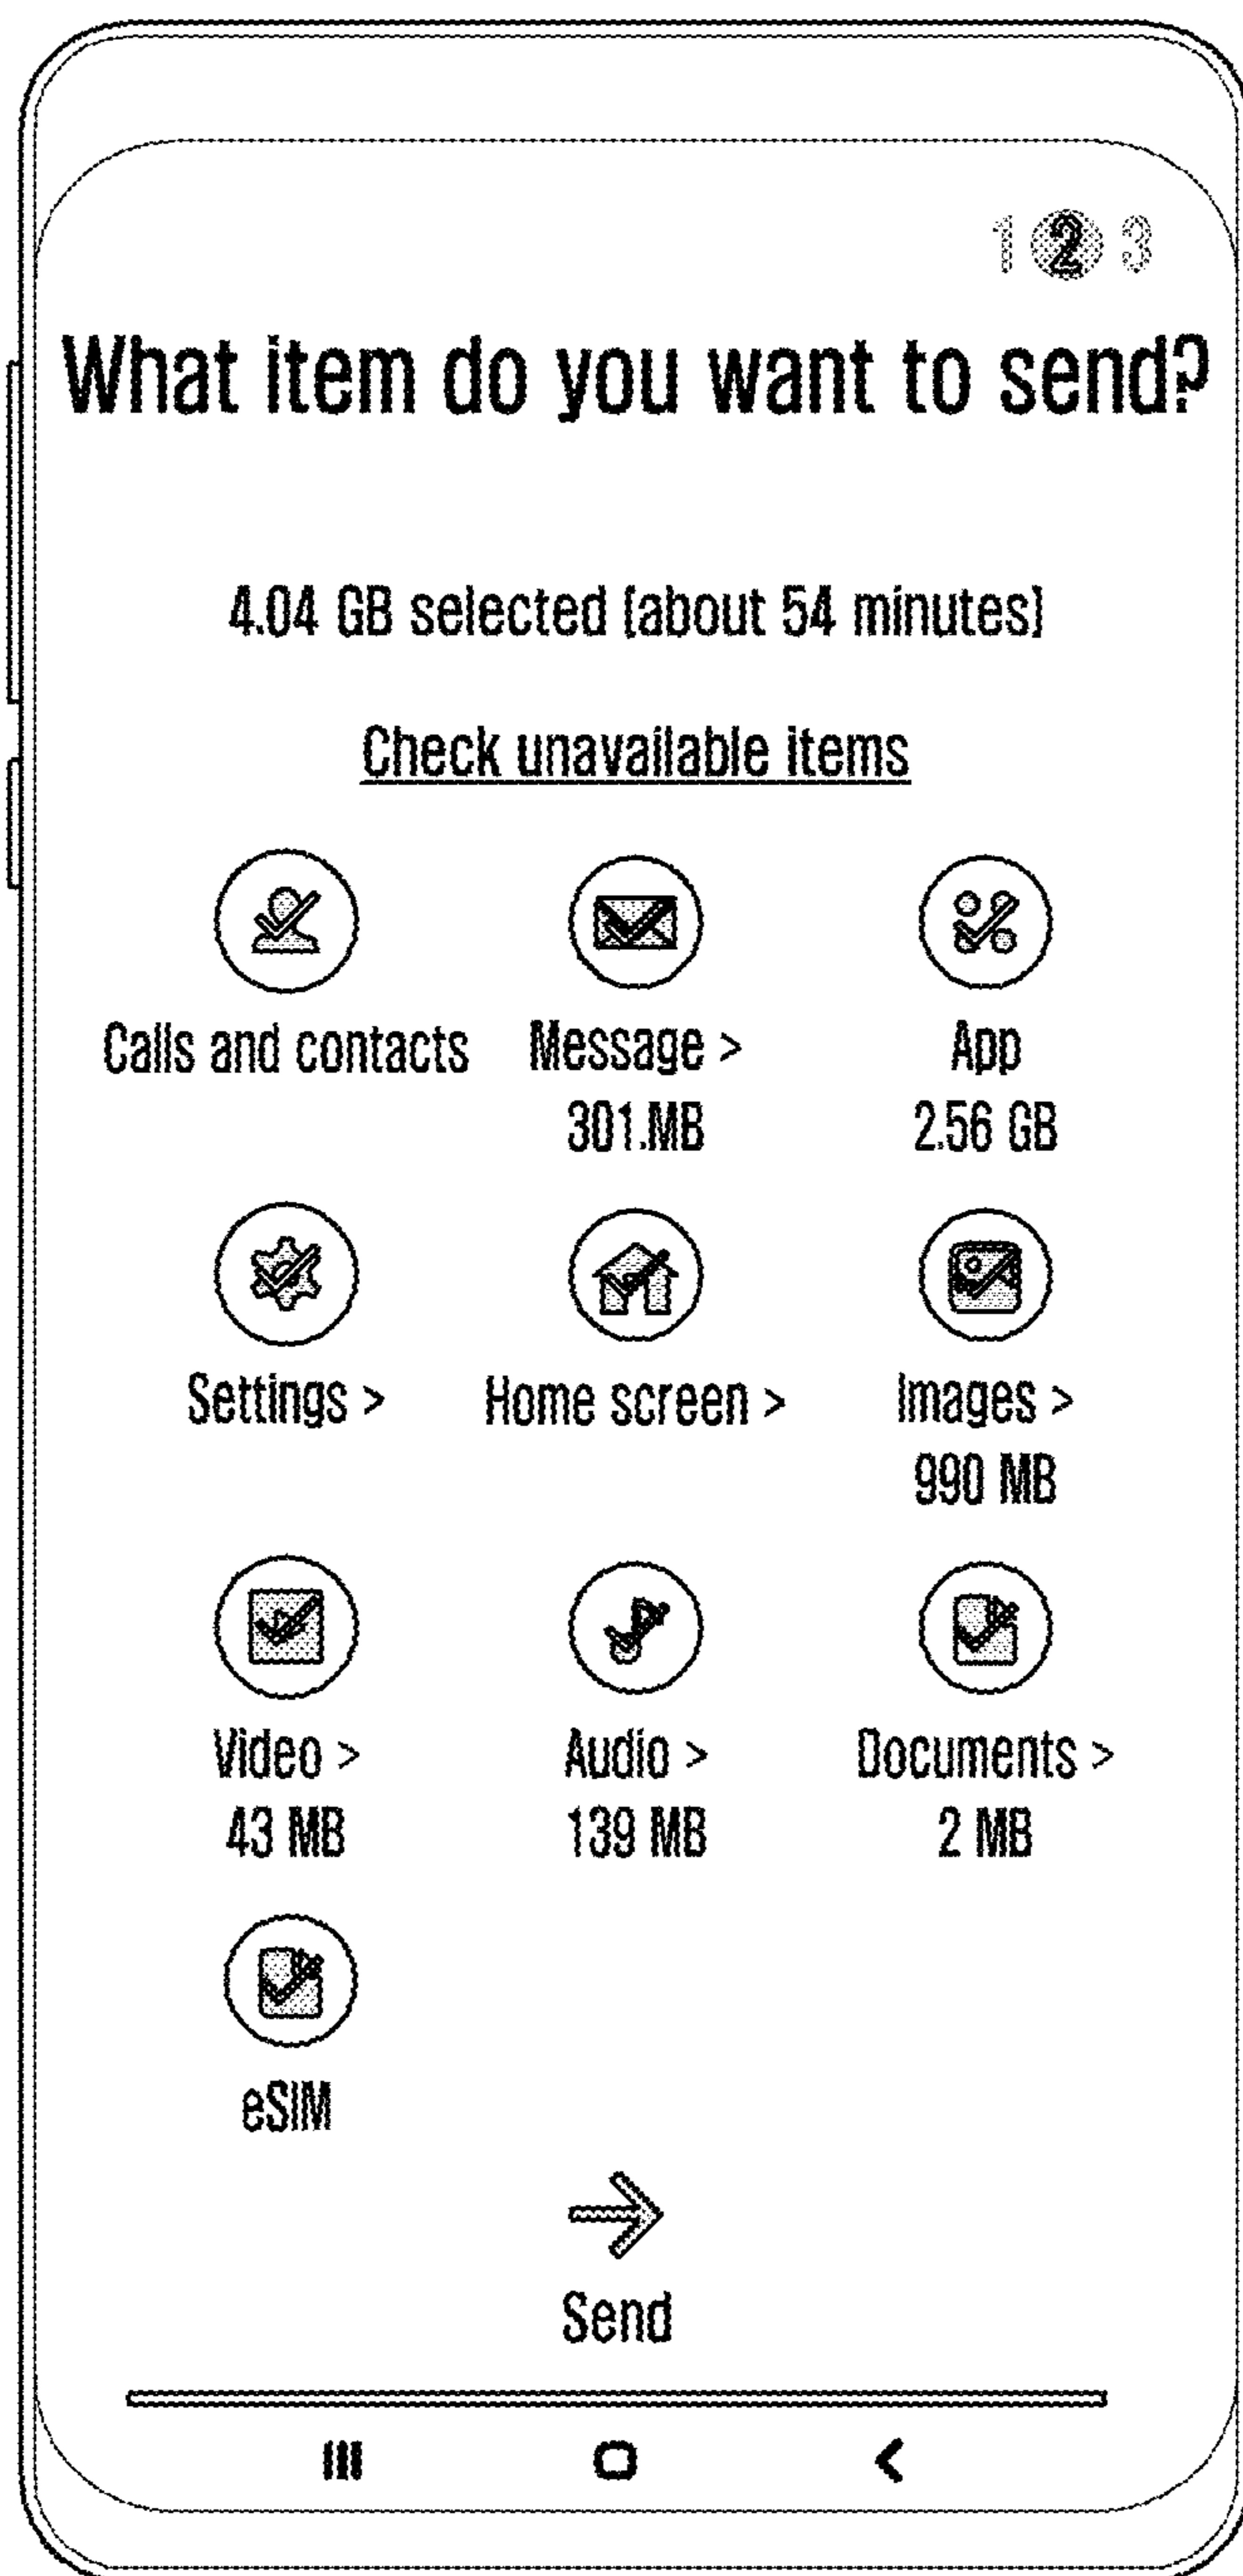 1 2 3
What item do you want to send?
4.04 GB selected (about 54 minutes)
Check unavailable items
Calls and contacts
Message >
301.MB
App
2.56 GB
Settings >
Home screen >
Images >
990 MB
Video >
43 MB
Audio >
139 MB
Documents >
2 MB
eSIM
Send